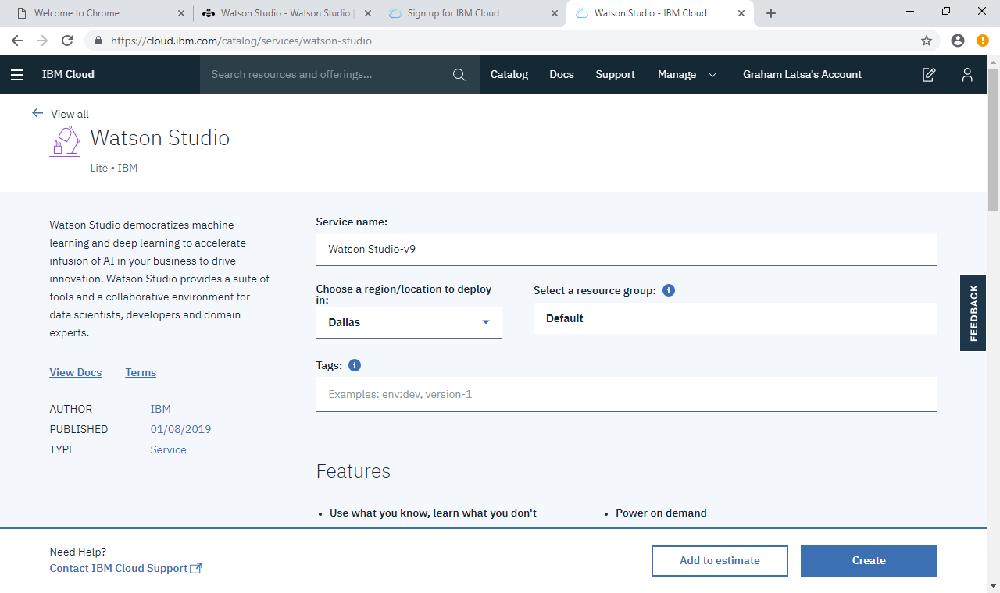 Welcome to Chrome
Watson Studio - Watson Studio |
Sign up for IBM Cloud
Watson Studio - IBM Cloud
https://cloud.ibm.com/catalog/services/watson-studio
IBM Cloud
Search resources and offerings...
Catalog
Docs
Support
Manage
Graham Latsa's Account
View all
Watson Studio
Lite • IBM
Watson Studio democratizes machine
learning and deep learning to accelerate
infusion of AI in your business to drive
innovation. Watson Studio provides a suite of
tools and a collaborative environment for
data scientists, developers and domain
experts.
View Docs
Terms
AUTHOR IBM
PUBLISHED 01/08/2019
TYPE Service
Service name:
Watson Studio-v9
Choose a region/location to deploy
in:
Dallas
Select a resource group:
Default
Tags:
Examples: env:dev, version-1
Features
• Use what you know, learn what you don't
• Power on demand
FEEDBACK
Need Help?
Contact IBM Cloud Support
Add to estimate
Create